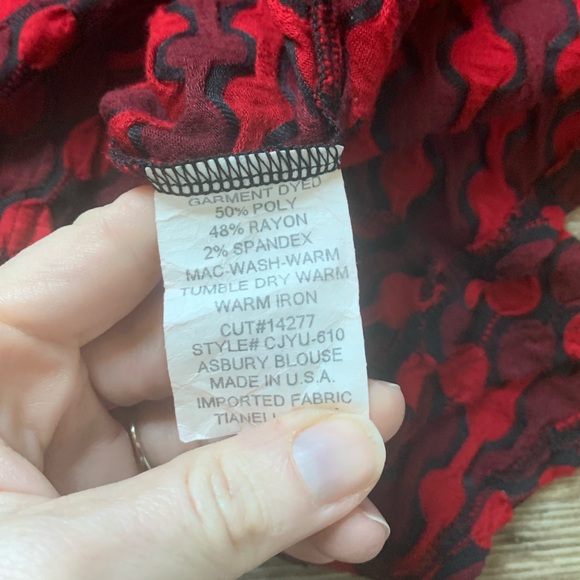 GARMENT DYED
50% POLY
48% RAYON
2% SPANDEX
MAC-WASH-WARM
TUMBLE DRY WARM
WARM IRON
CUT#14277
STYLE# CJYU-610
ASBURY BLOUSE
MADE IN U.S.A.
IMPORTED FABRIC